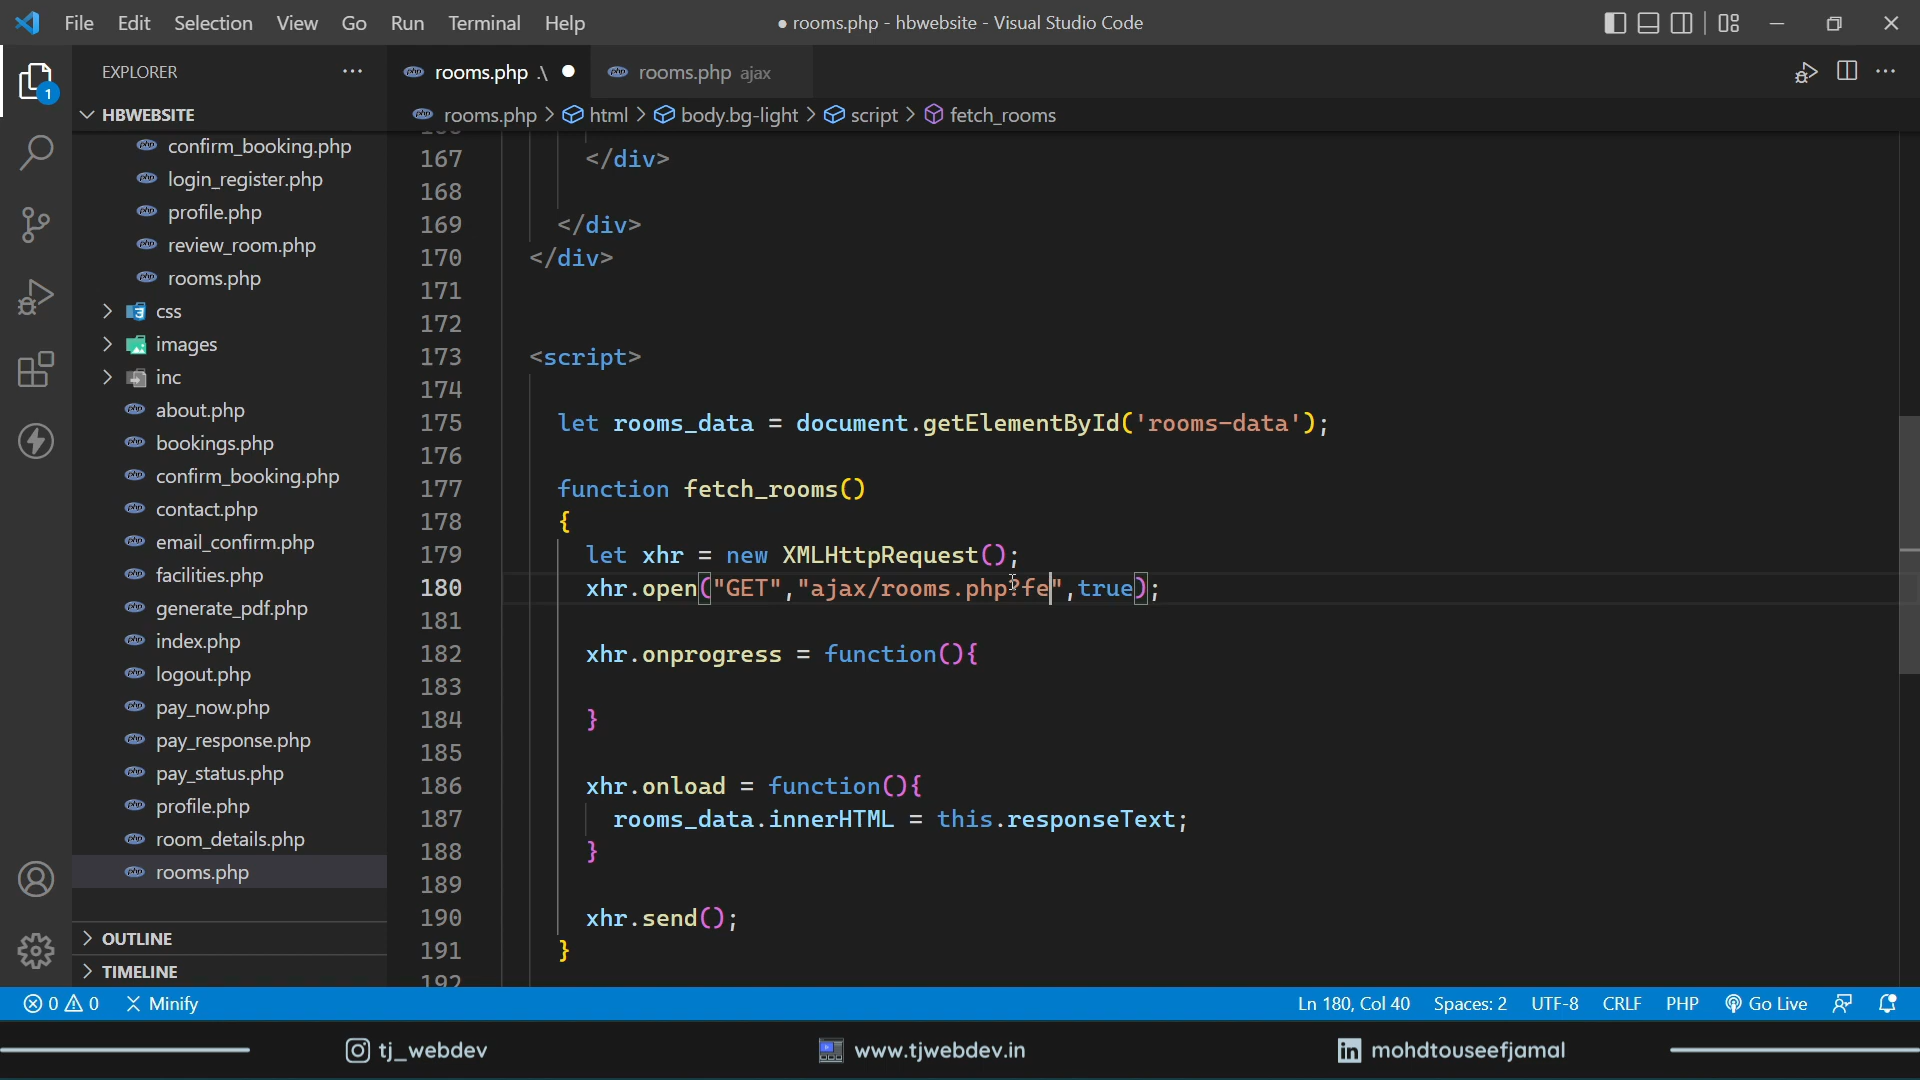 File Edit Selection View Go Run Terminal Help
● rooms.php - hbwebsite - Visual Studio Code
EXPLORER
rooms.php .\
rooms.php ajax
HBWEBSITE
rooms.php > html > body.bg-light > script > fetch_rooms
confirm_booking.php
login_register.php
profile.php
review_room.php
rooms.php
css
images
inc
about.php
bookings.php
confirm_booking.php
contact.php
email_confirm.php
facilities.php
generate_pdf.php
index.php
logout.php
pay_now.php
pay_response.php
pay_status.php
profile.php
room_details.php
rooms.php
OUTLINE
TIMELINE
1
167 </div>
168
169 </div>
170 </div>
171
172
173 <script>
174
175 let rooms_data = document.getElementById('rooms-data');
176
177 function fetch_rooms()
178 {
179 let xhr = new XMLHttpRequest();
180 xhr.open("GET","ajax/rooms.php?fe",true);
181
182 xhr.onprogress = function(){
183
184 }
185
186 xhr.onload = function(){
187 rooms_data.innerHTML = this.responseText;
188 }
189
190 xhr.send();
191 }
192
0 0 Minify
Ln 180, Col 40 Spaces: 2 UTF-8 CRLF PHP Go Live
tj_webdev
www.tjwebdev.in
mohdtouseefjamal